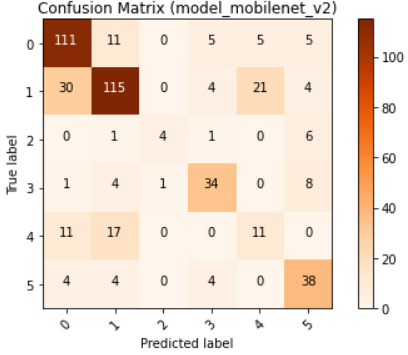 Confusion Matrix (model_mobilenet_v2)
True label
0 111 11 0 5 5 5
1 30 115 0 4 21 4
2 0 1 4 1 0 6
3 1 4 1 34 0 8
4 11 17 0 0 11 0
5 4 4 0 4 0 38
0 1 2 3 4 5
Predicted label
100
80
60
40
20
0